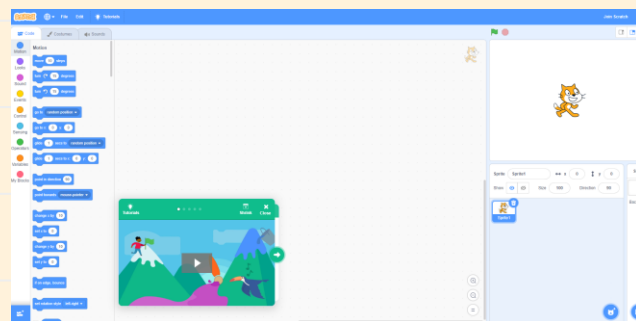 SCRATCH File Edit Tutorials Join Scratch
Code Costumes Sounds
Motion
Motion
Looks
Sound
Events
Control
Sensing
Operators
Variables
My Blocks
move 10 steps
turn 15 degrees
turn 15 degrees
go to random position
go to x: 0 y: 0
glide 1 secs to random position
glide 1 secs to x: 0 y: 0
point in direction 90
point towards mouse-pointer
change x by 10
set x to 0
change y by 10
set y to 0
if on edge, bounce
set rotation style left-right
Tutorials Shrink Close
Sprite Sprite1 x 0 y 0
Show Size 100 Direction 90
Sprite1